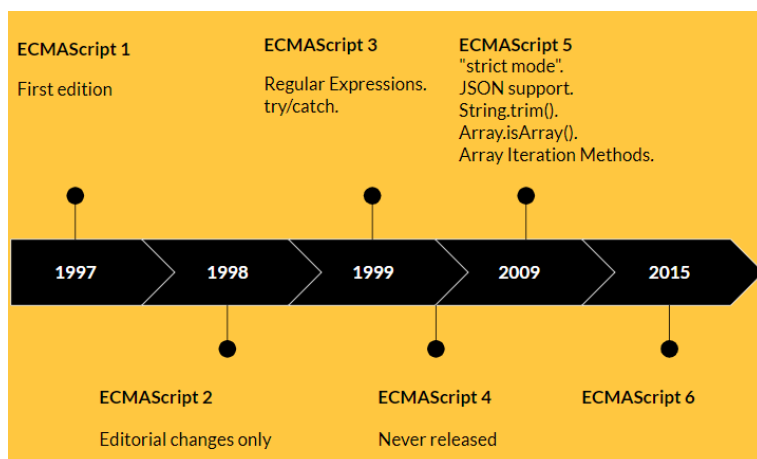 ECMAScript 1
First edition
ECMAScript 3
Regular Expressions.
try/catch.
ECMAScript 5
"strict mode".
JSON support.
String.trim().
Array.isArray().
Array Iteration Methods.
1997
1998
1999
2009
2015
ECMAScript 2
Editorial changes only
ECMAScript 4
Never released
ECMAScript 6